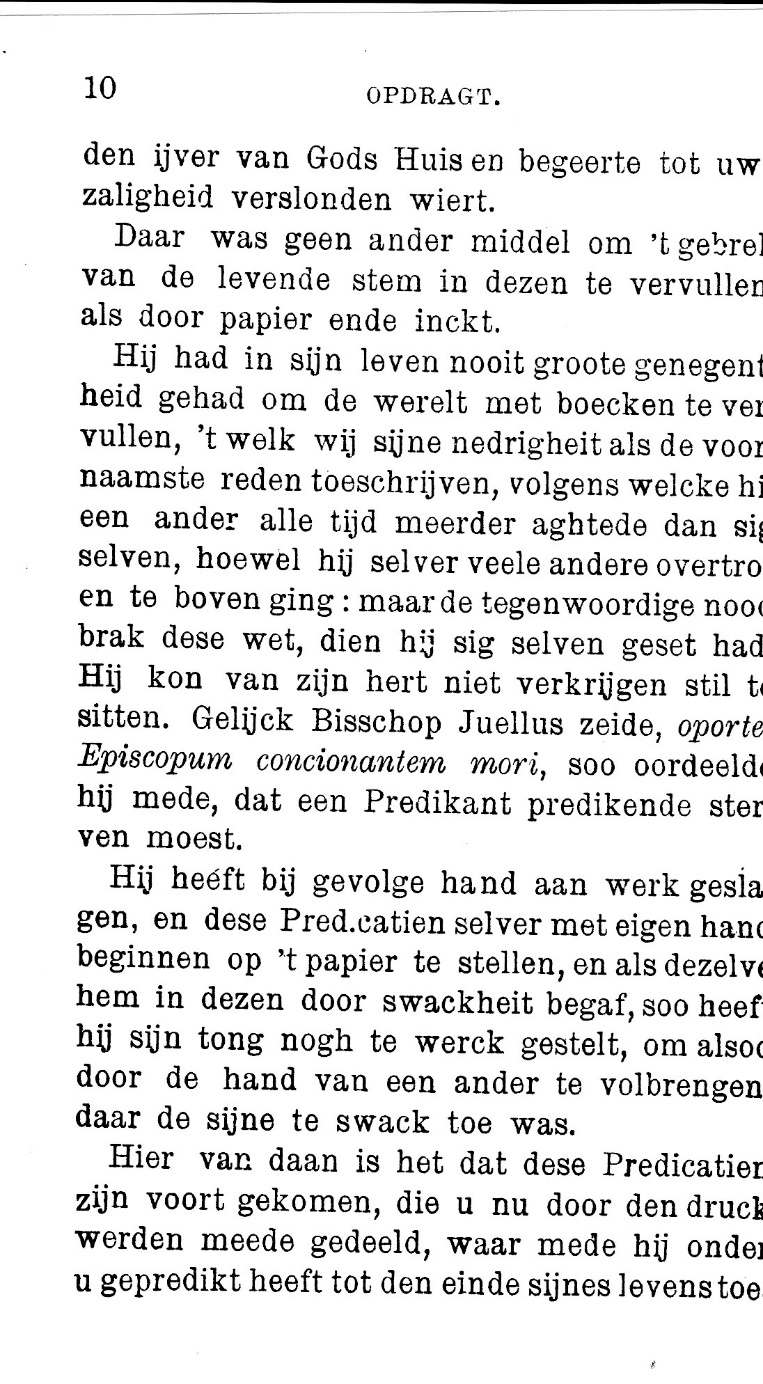 10 OPDRAGT.
den ijver van Gods Huis en begeerte tot uw
zaligheid verslonden wiert.
Daar was geen ander middel om 't gebrek
van de levende stem in dezen te vervullen
als door papier ende inckt.
Hij had in sijn leven nooit groote genegent
heid gehad om de werelt met boecken te ver
vullen, 't welk wij sijne nedrigheit als de voor
naamste reden toeschrijven, volgens welcke hi
een ander alle tijd meerder aghtede dan sig
selven, hoewel hij selver veele andere overtro
en te boven ging : maar de tegenwoordige nood
brak dese wet, dien hij sig selven geset had
Hij kon van zijn hert niet verkrijgen stil te
sitten. Gelijck Bisschop Juellus zeide, oporte
Episcopum concionantem mori, soo oordeelde
hij mede, dat een Predikant predikende ster
ven moest.
Hij heeft bij gevolge hand aan werk gesla
gen, en dese Pred.catien selver met eigen hand
beginnen op 't papier te stellen, en als dezelve
hem in dezen door swackheit begaf, soo heef
hij sijn tong nogh te werck gestelt, om alsoo
door de hand van een ander te volbrengen
daar de sijne te swack toe was.
Hier van daan is het dat dese Predicatien
zijn voort gekomen, die u nu door den druck
werden meede gedeeld, waar mede hij onder
u gepredikt heeft tot den einde sijnes levens toe